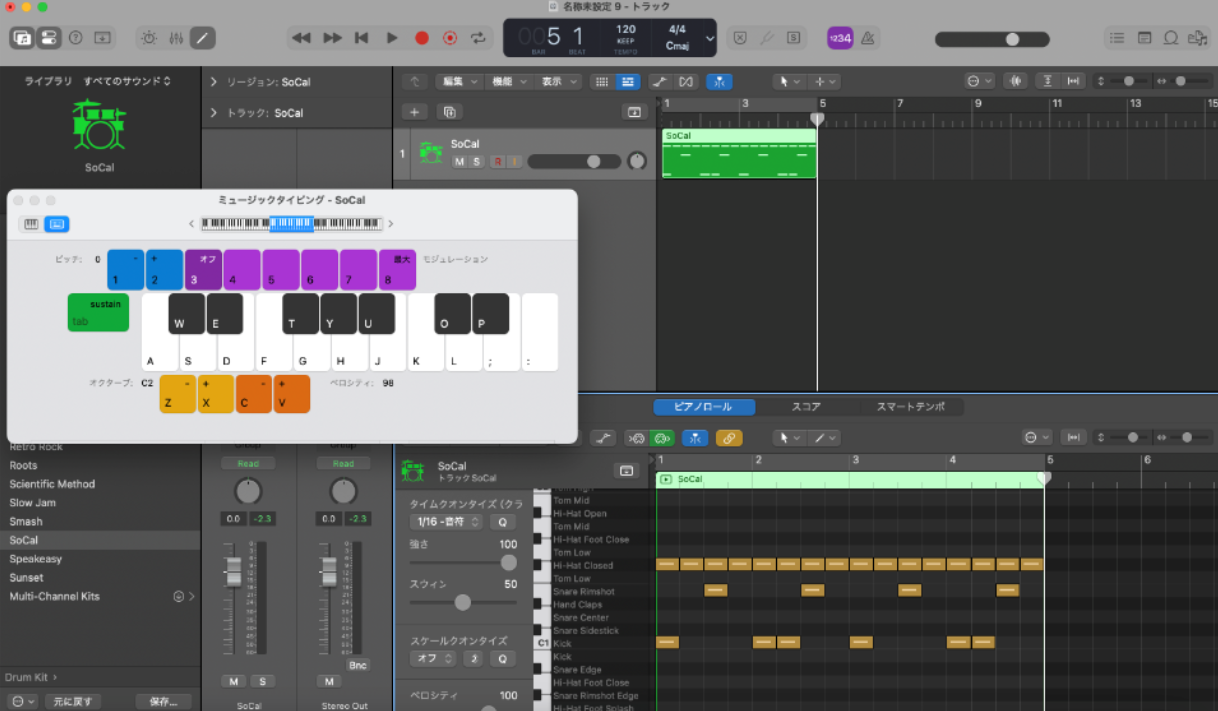 名称未設定 9 - トラック
005 1
BAR BEAT
120
KEEP
TEMPO
4/4
Cmaj
1234
S
ライブラリ すべてのサウンド
SoCal
リージョン: SoCal
トラック: SoCal
編集 機能 表示
1 3 5 7 9 11 13 15
1
SoCal
M S R I
SoCal
ミュージックタイピング - SoCal
ピッチ: 0
- 1
+ 2
オフ 3
4
5
6
7
最大 8
モジュレーション
sustain
tab
W E T Y U O P
A S D F G H J K L ; :
オクターブ: C2
- Z
+ X
- C
+ V
ベロシティ: 98
ピアノロール スコア スマートテンポ
Retro Rock
Roots
Scientific Method
Slow Jam
Smash
SoCal
Speakeasy
Sunset
Multi-Channel Kits
Drum Kit
元に戻す 保存...
Read Read
0.0 -2.3 0.0 -2.3
Bnc
M S M
SoCal Stereo Out
SoCal
トラック SoCal
タイムクオンタイズ（クラ
1/16 -音符 Q
強さ 100
スウィン 50
スケールクオンタイズ
オフ Q
ベロシティ 100
1 2 3 4 5 6
SoCal
Tom Mid
Hi-Hat Open
Tom Mid
Hi-Hat Foot Close
Tom Low
Hi-Hat Closed
Tom Low
Snare Rimshot
Hand Claps
Snare Center
Snare Sidestick
C1 Kick
Kick
Snare Edge
Hi-Hat Foot Close
Snare Rimshot Edge
Hi-Hat Foot Splash